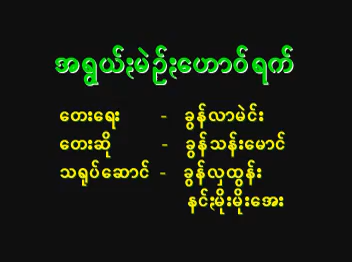 အရွယ်ႏမဲဉ်ႏဟောဝ်ရက်
တေးရေး - ခွန်လာမဲင်း
တေးဆို - ခွန်သန်းမောင်
သရုပ်ဆောင် - ခွန်လှထွန်း
နင်ႏမိုးမိုးအေး